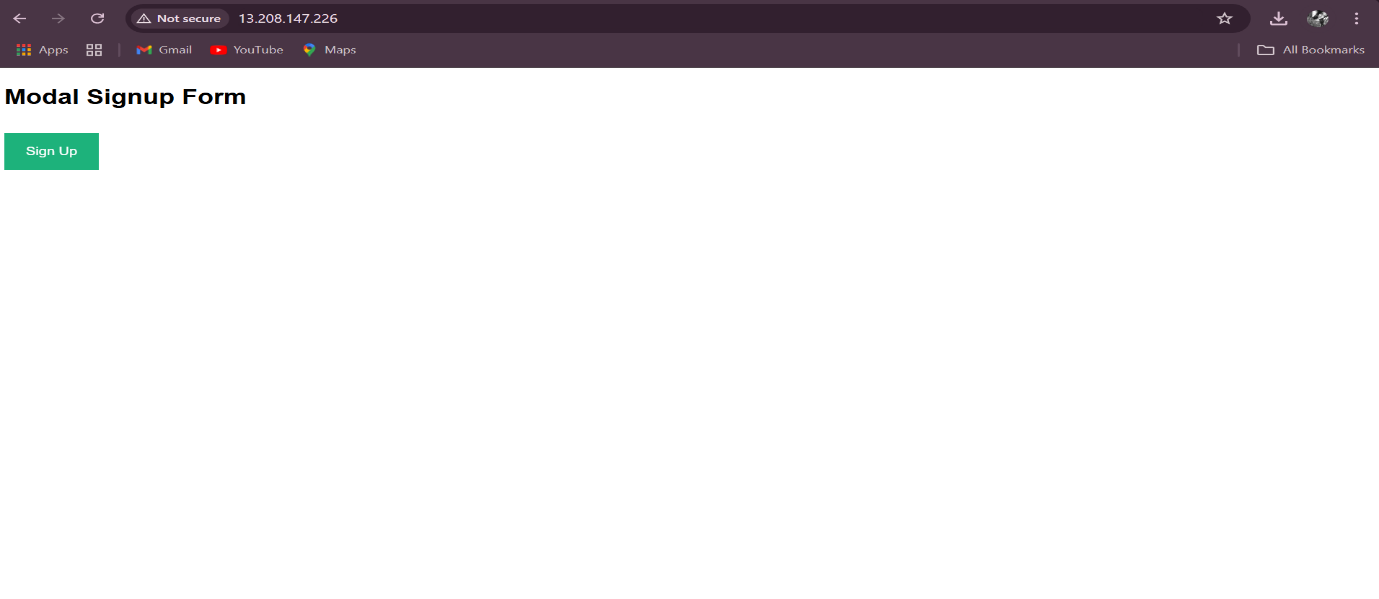 Not secure 13.208.147.226
Apps Gmail YouTube Maps All Bookmarks
Modal Signup Form
Sign Up